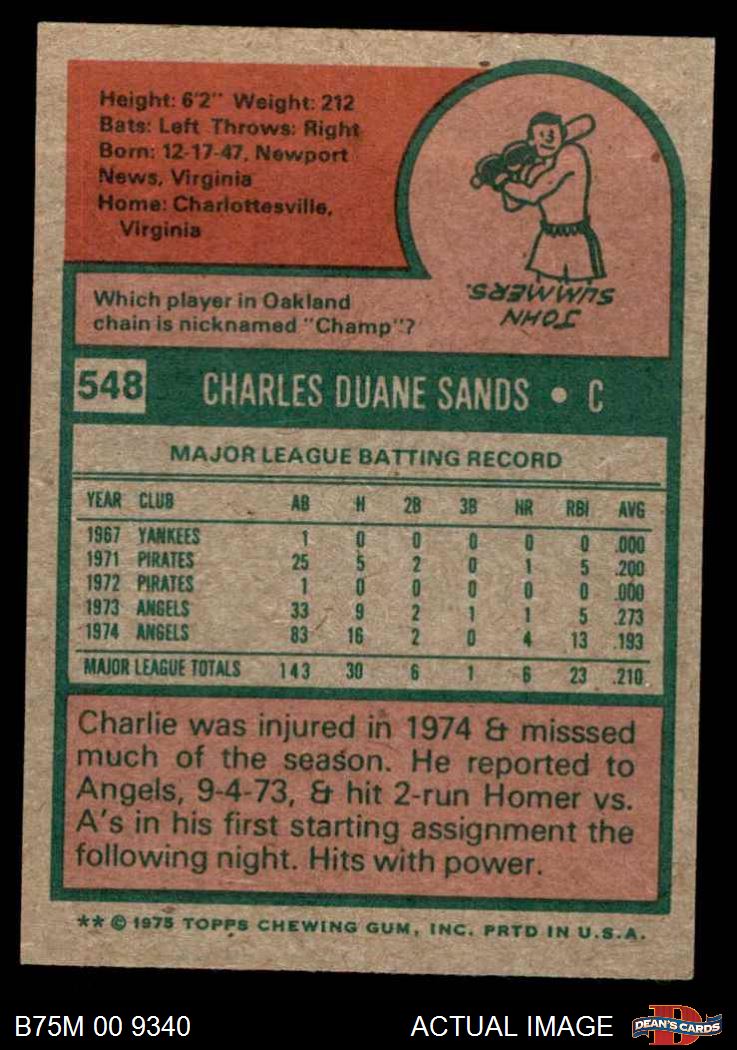 Height: 6'2" Weight: 212
Bats: Left Throws: Right
Born: 12-17-47, Newport
News, Virginia
Home: Charlottesville,
Virginia
Which player in Oakland
chain is nicknamed "Champ"?
JOHN
SUMMERS.
548 CHARLES DUANE SANDS • C
MAJOR LEAGUE BATTING RECORD
YEAR CLUB AB H 2B 3B HR RBI AVG
1967 YANKEES 1 0 0 0 0 0 .000
1971 PIRATES 25 5 2 0 1 5 .200
1972 PIRATES 1 0 0 0 0 0 .000
1973 ANGELS 33 9 2 1 1 5 .273
1974 ANGELS 83 16 2 0 4 13 .193
MAJOR LEAGUE TOTALS 143 30 6 1 6 23 .210
Charlie was injured in 1974 & misssed
much of the season. He reported to
Angels, 9-4-73, & hit 2-run Homer vs.
A's in his first starting assignment the
following night. Hits with power.
** © 1975 TOPPS CHEWING GUM, INC. PRTD IN U.S.A.
B75M 00 9340 ACTUAL IMAGE D DEAN'S CARDS